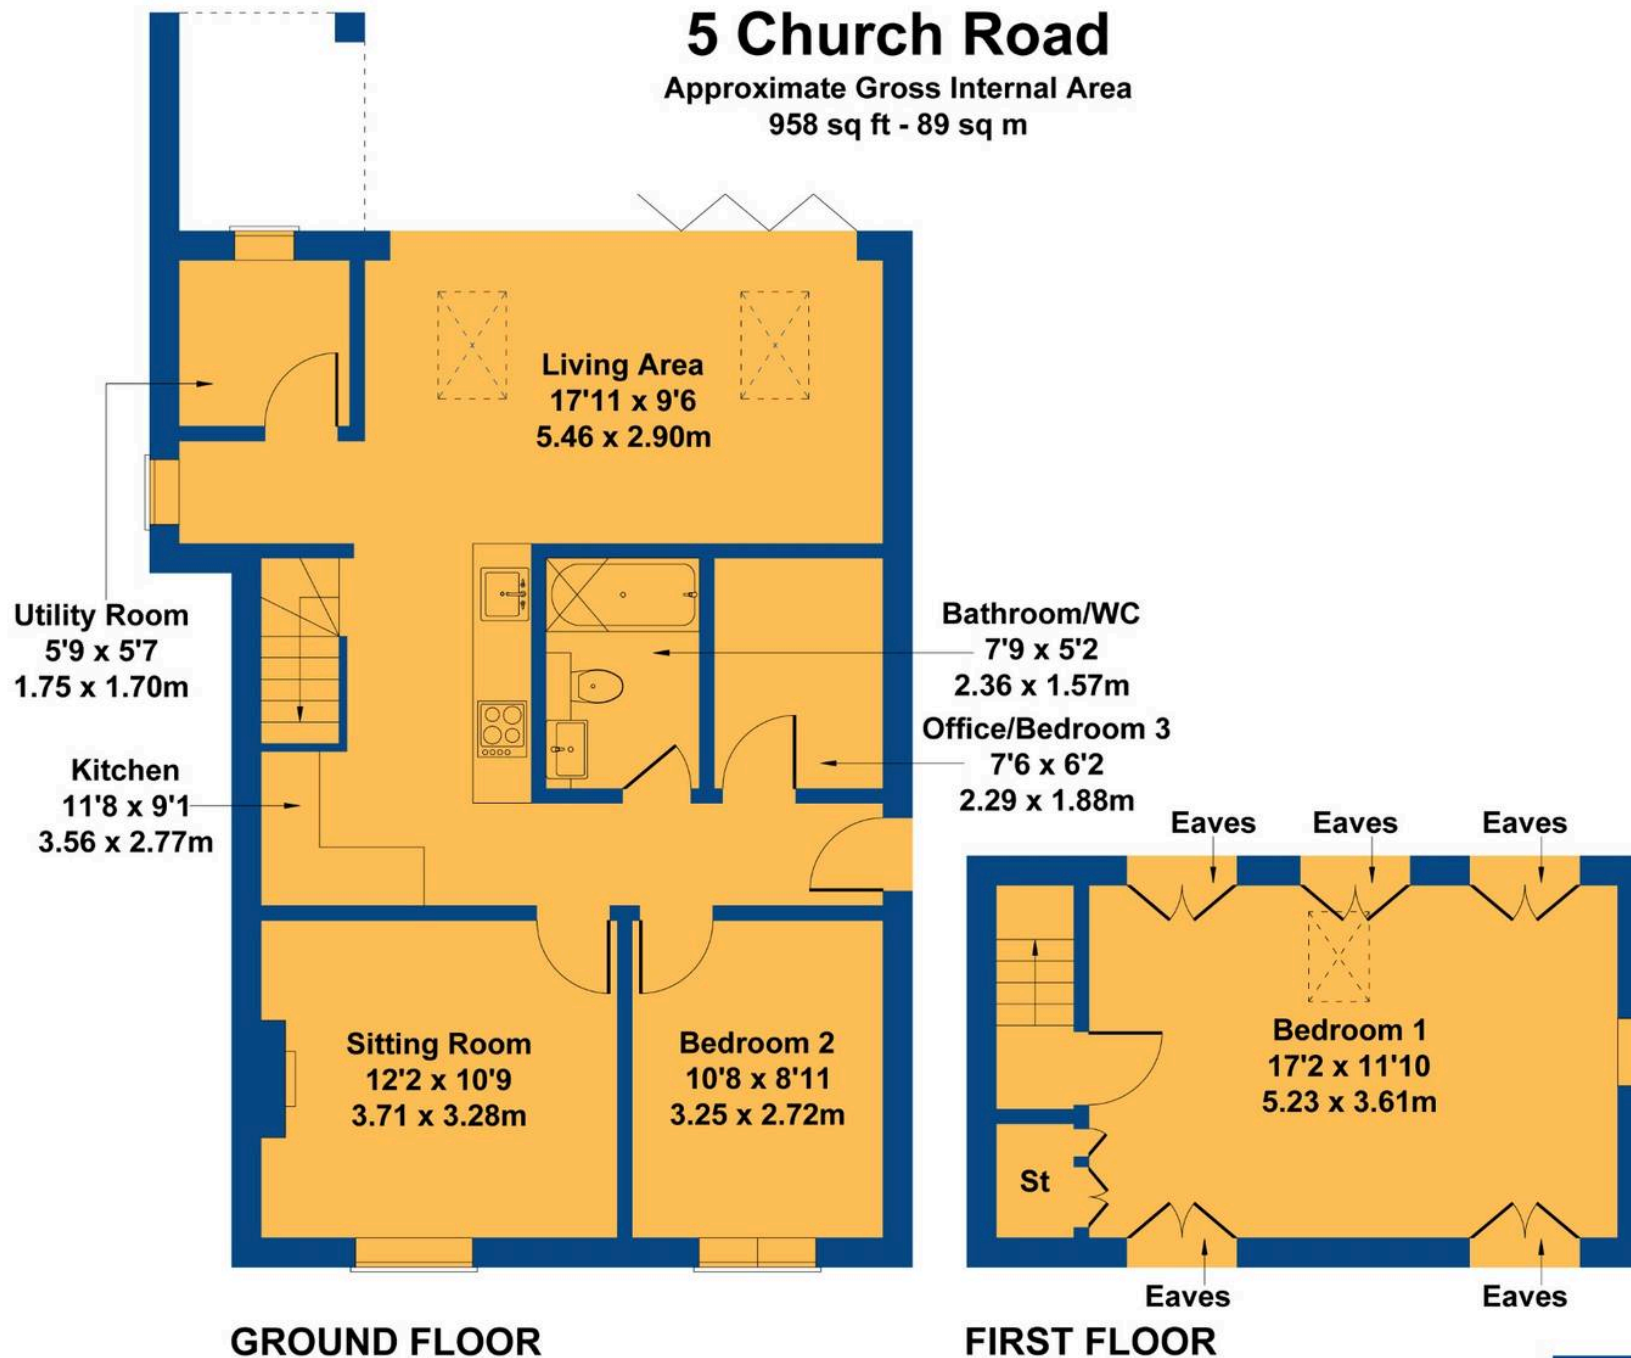 5 Church Road
Approximate Gross Internal Area
958 sq ft - 89 sq m
Living Area
17'11 x 9'6
5.46 x 2.90m
Utility Room
5'9 x 5'7
1.75 x 1.70m
Bathroom/WC
7'9 x 5'2
2.36 x 1.57m
Office/Bedroom 3
7'6 x 6'2
2.29 x 1.88m
Kitchen
11'8 x 9'1
3.56 x 2.77m
Sitting Room
12'2 x 10'9
3.71 x 3.28m
Bedroom 2
10'8 x 8'11
3.25 x 2.72m
Eaves
Eaves
Eaves
Bedroom 1
17'2 x 11'10
5.23 x 3.61m
St
Eaves
Eaves
GROUND FLOOR
FIRST FLOOR